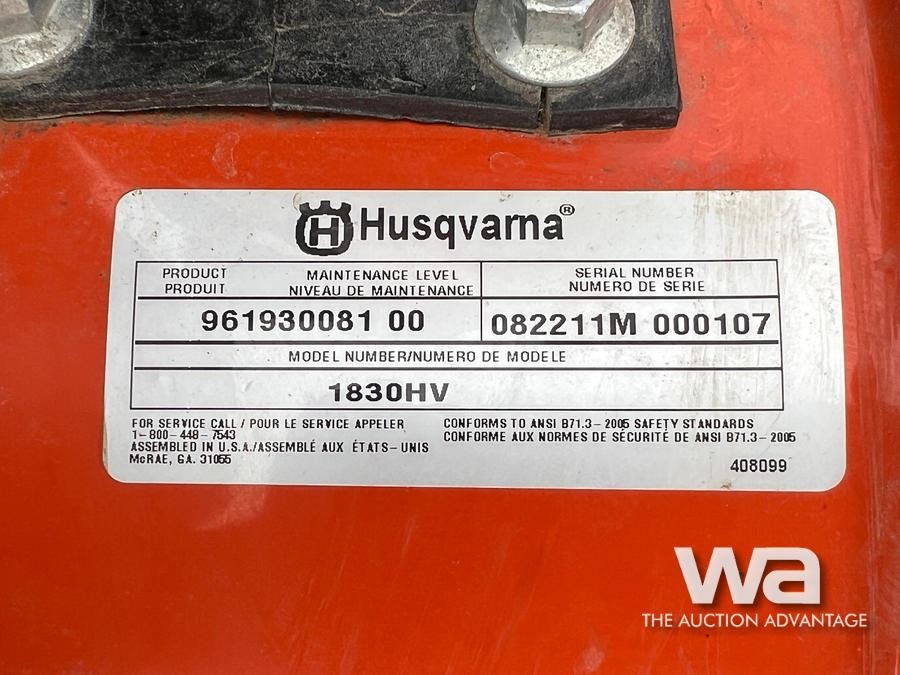 H Husqvarna®
PRODUCT MAINTENANCE LEVEL
PRODUIT NIVEAU DE MAINTENANCE
SERIAL NUMBER
NUMERO DE SERIE
961930081 00
082211M 000107
MODEL NUMBER/NUMERO DE MODELE
1830HV
FOR SERVICE CALL / POUR LE SERVICE APPELER
1-800-448-7543
ASSEMBLED IN U.S.A./ASSEMBLÉ AUX ÉTATS-UNIS
McRAE, GA. 31055
CONFORMS TO ANSI B71.3-2005 SAFETY STANDARDS
CONFORME AUX NORMES DE SÉCURITÉ DE ANSI B71.3-2005
408099
wa
THE AUCTION ADVANTAGE